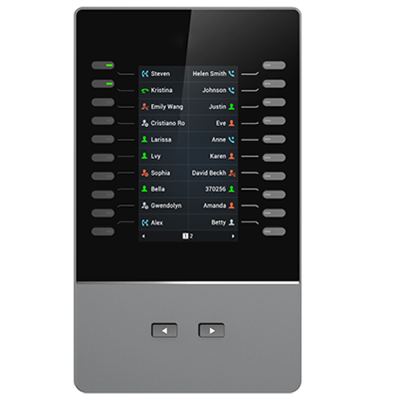 Steven Helen Smith
Kristina Johnson
Emily Wang Justin
Cristiano Ro Eve
Larissa Anne
Lvy Karen
Sophia David Beckh
Bella 370256
Gwendolyn Amanda
Alex Betty
1 2